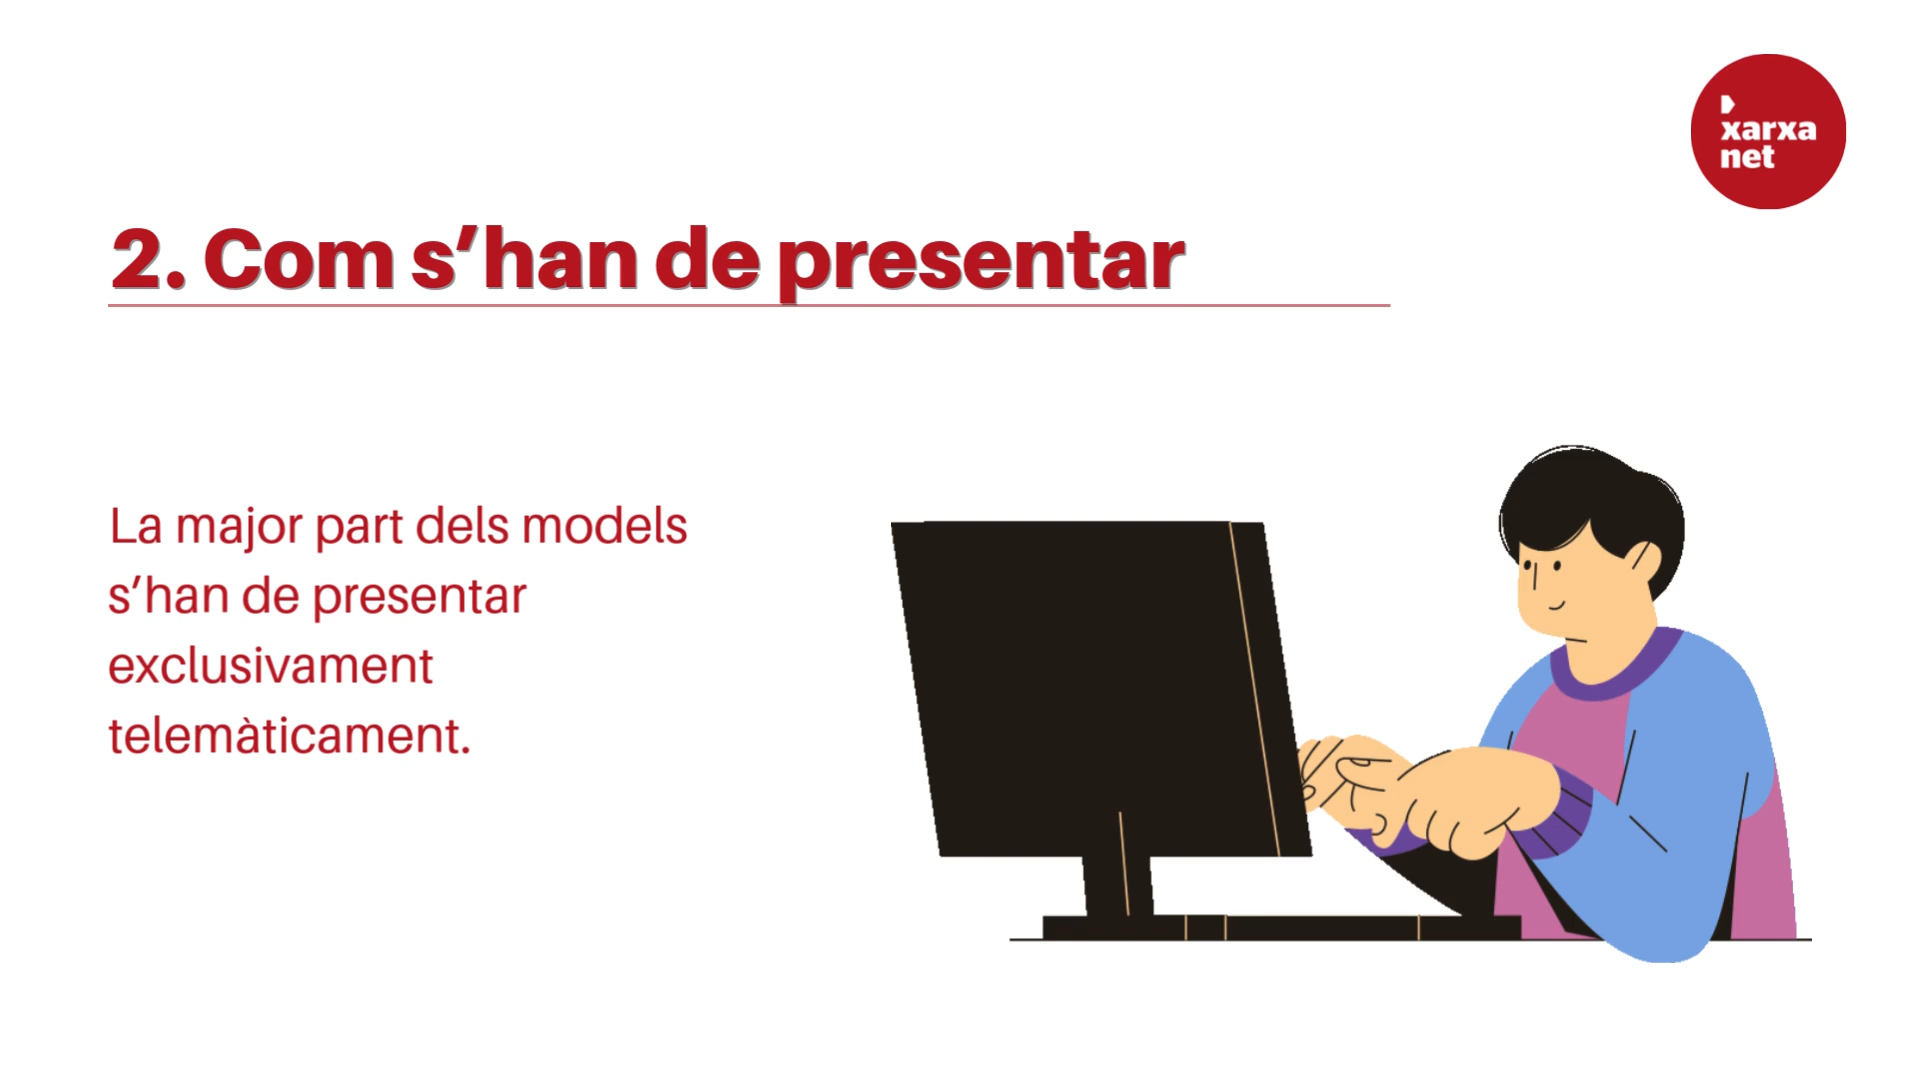 xarxa
net
2. Com s’han de presentar
La major part dels models
s’han de presentar
exclusivament
telemàticament.